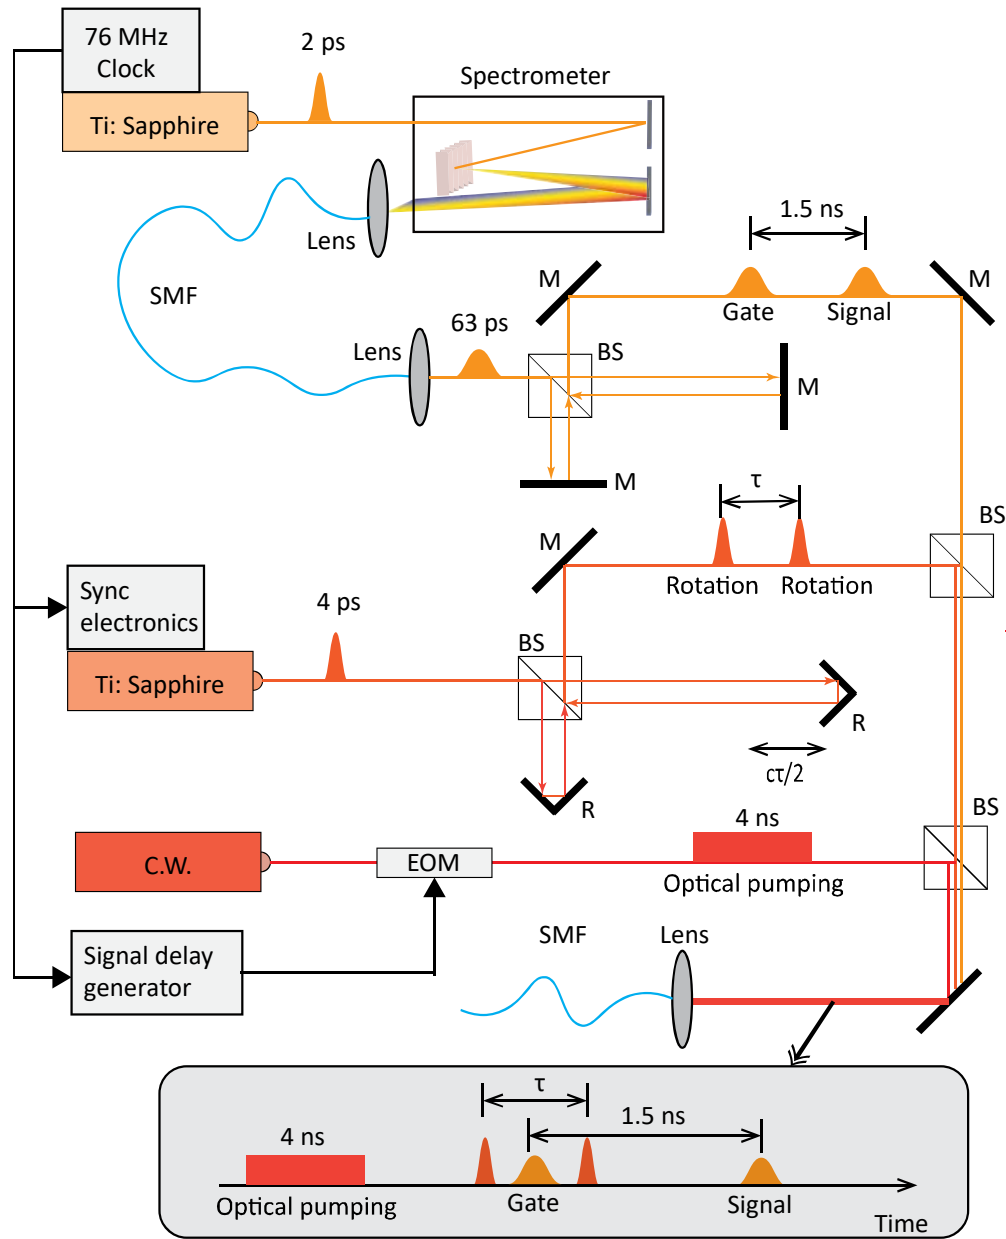 76 MHz
Clock
2 ps
Spectrometer
Ti: Sapphire
Lens
SMF
1.5 ns
M
M
Gate
Signal
63 ps
Lens
BS
M
M
τ
BS
M
Rotation
Rotation
Sync
electronics
4 ps
BS
Ti: Sapphire
R
cτ/2
R
4 ns
BS
C.W.
EOM
Optical pumping
SMF
Lens
Signal delay
generator
τ
1.5 ns
4 ns
Optical pumping
Gate
Signal
Time